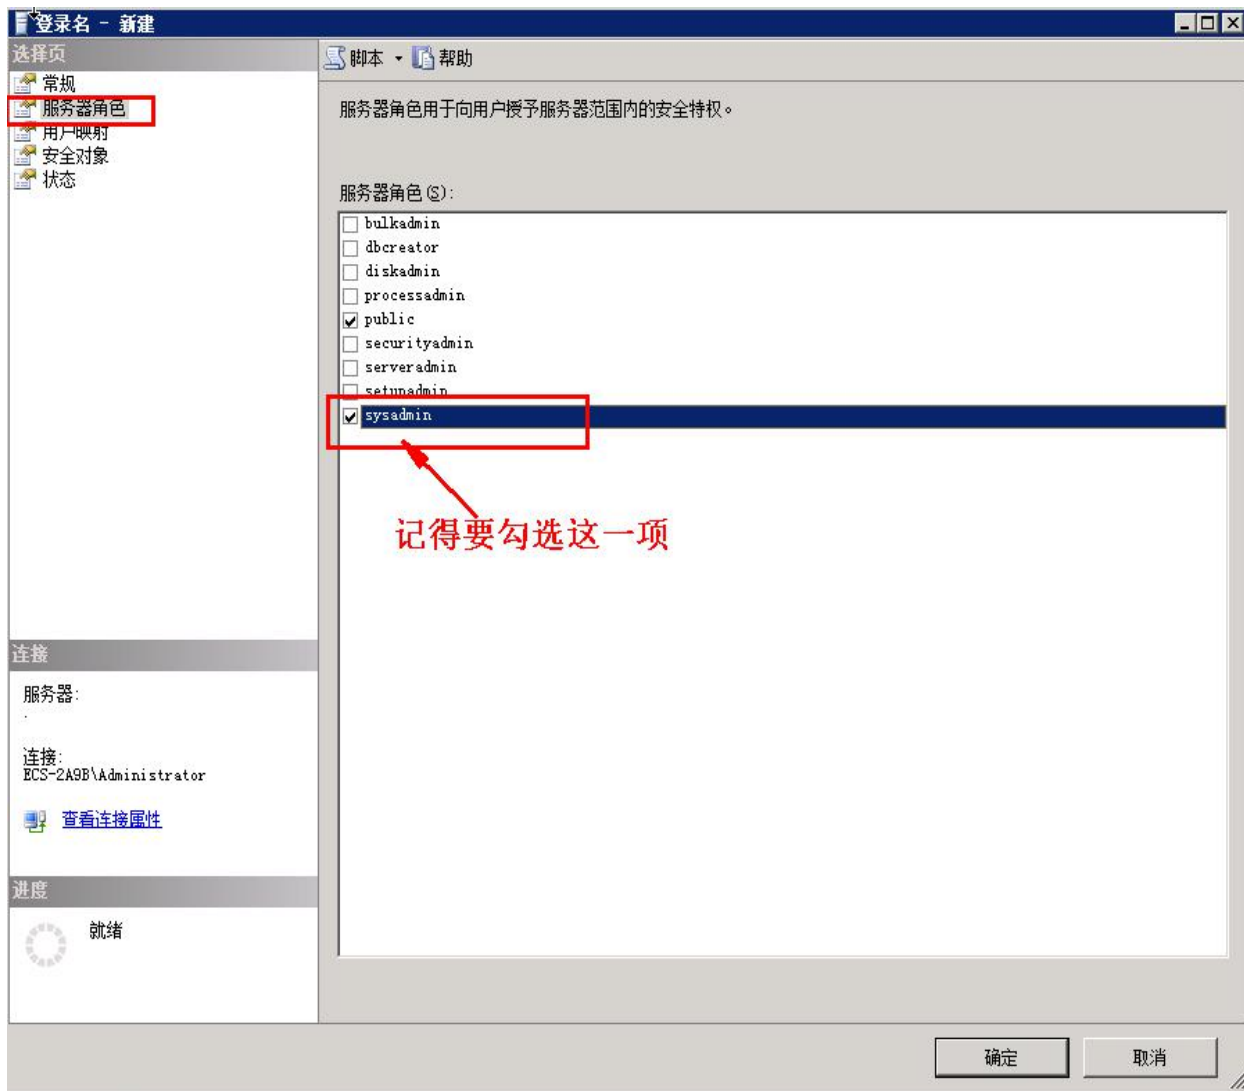 登录名 - 新建
选择页
常规
服务器角色
用户映射
安全对象
状态
脚本
帮助
服务器角色用于向用户授予服务器范围内的安全特权。
服务器角色(S):
bulkadmin
dbcreator
diskadmin
processadmin
public
securityadmin
serveradmin
setupadmin
sysadmin
记得要勾选这一项
连接
服务器:
.
连接:
ECS-2A9B\Administrator
查看连接属性
进度
就绪
确定
取消